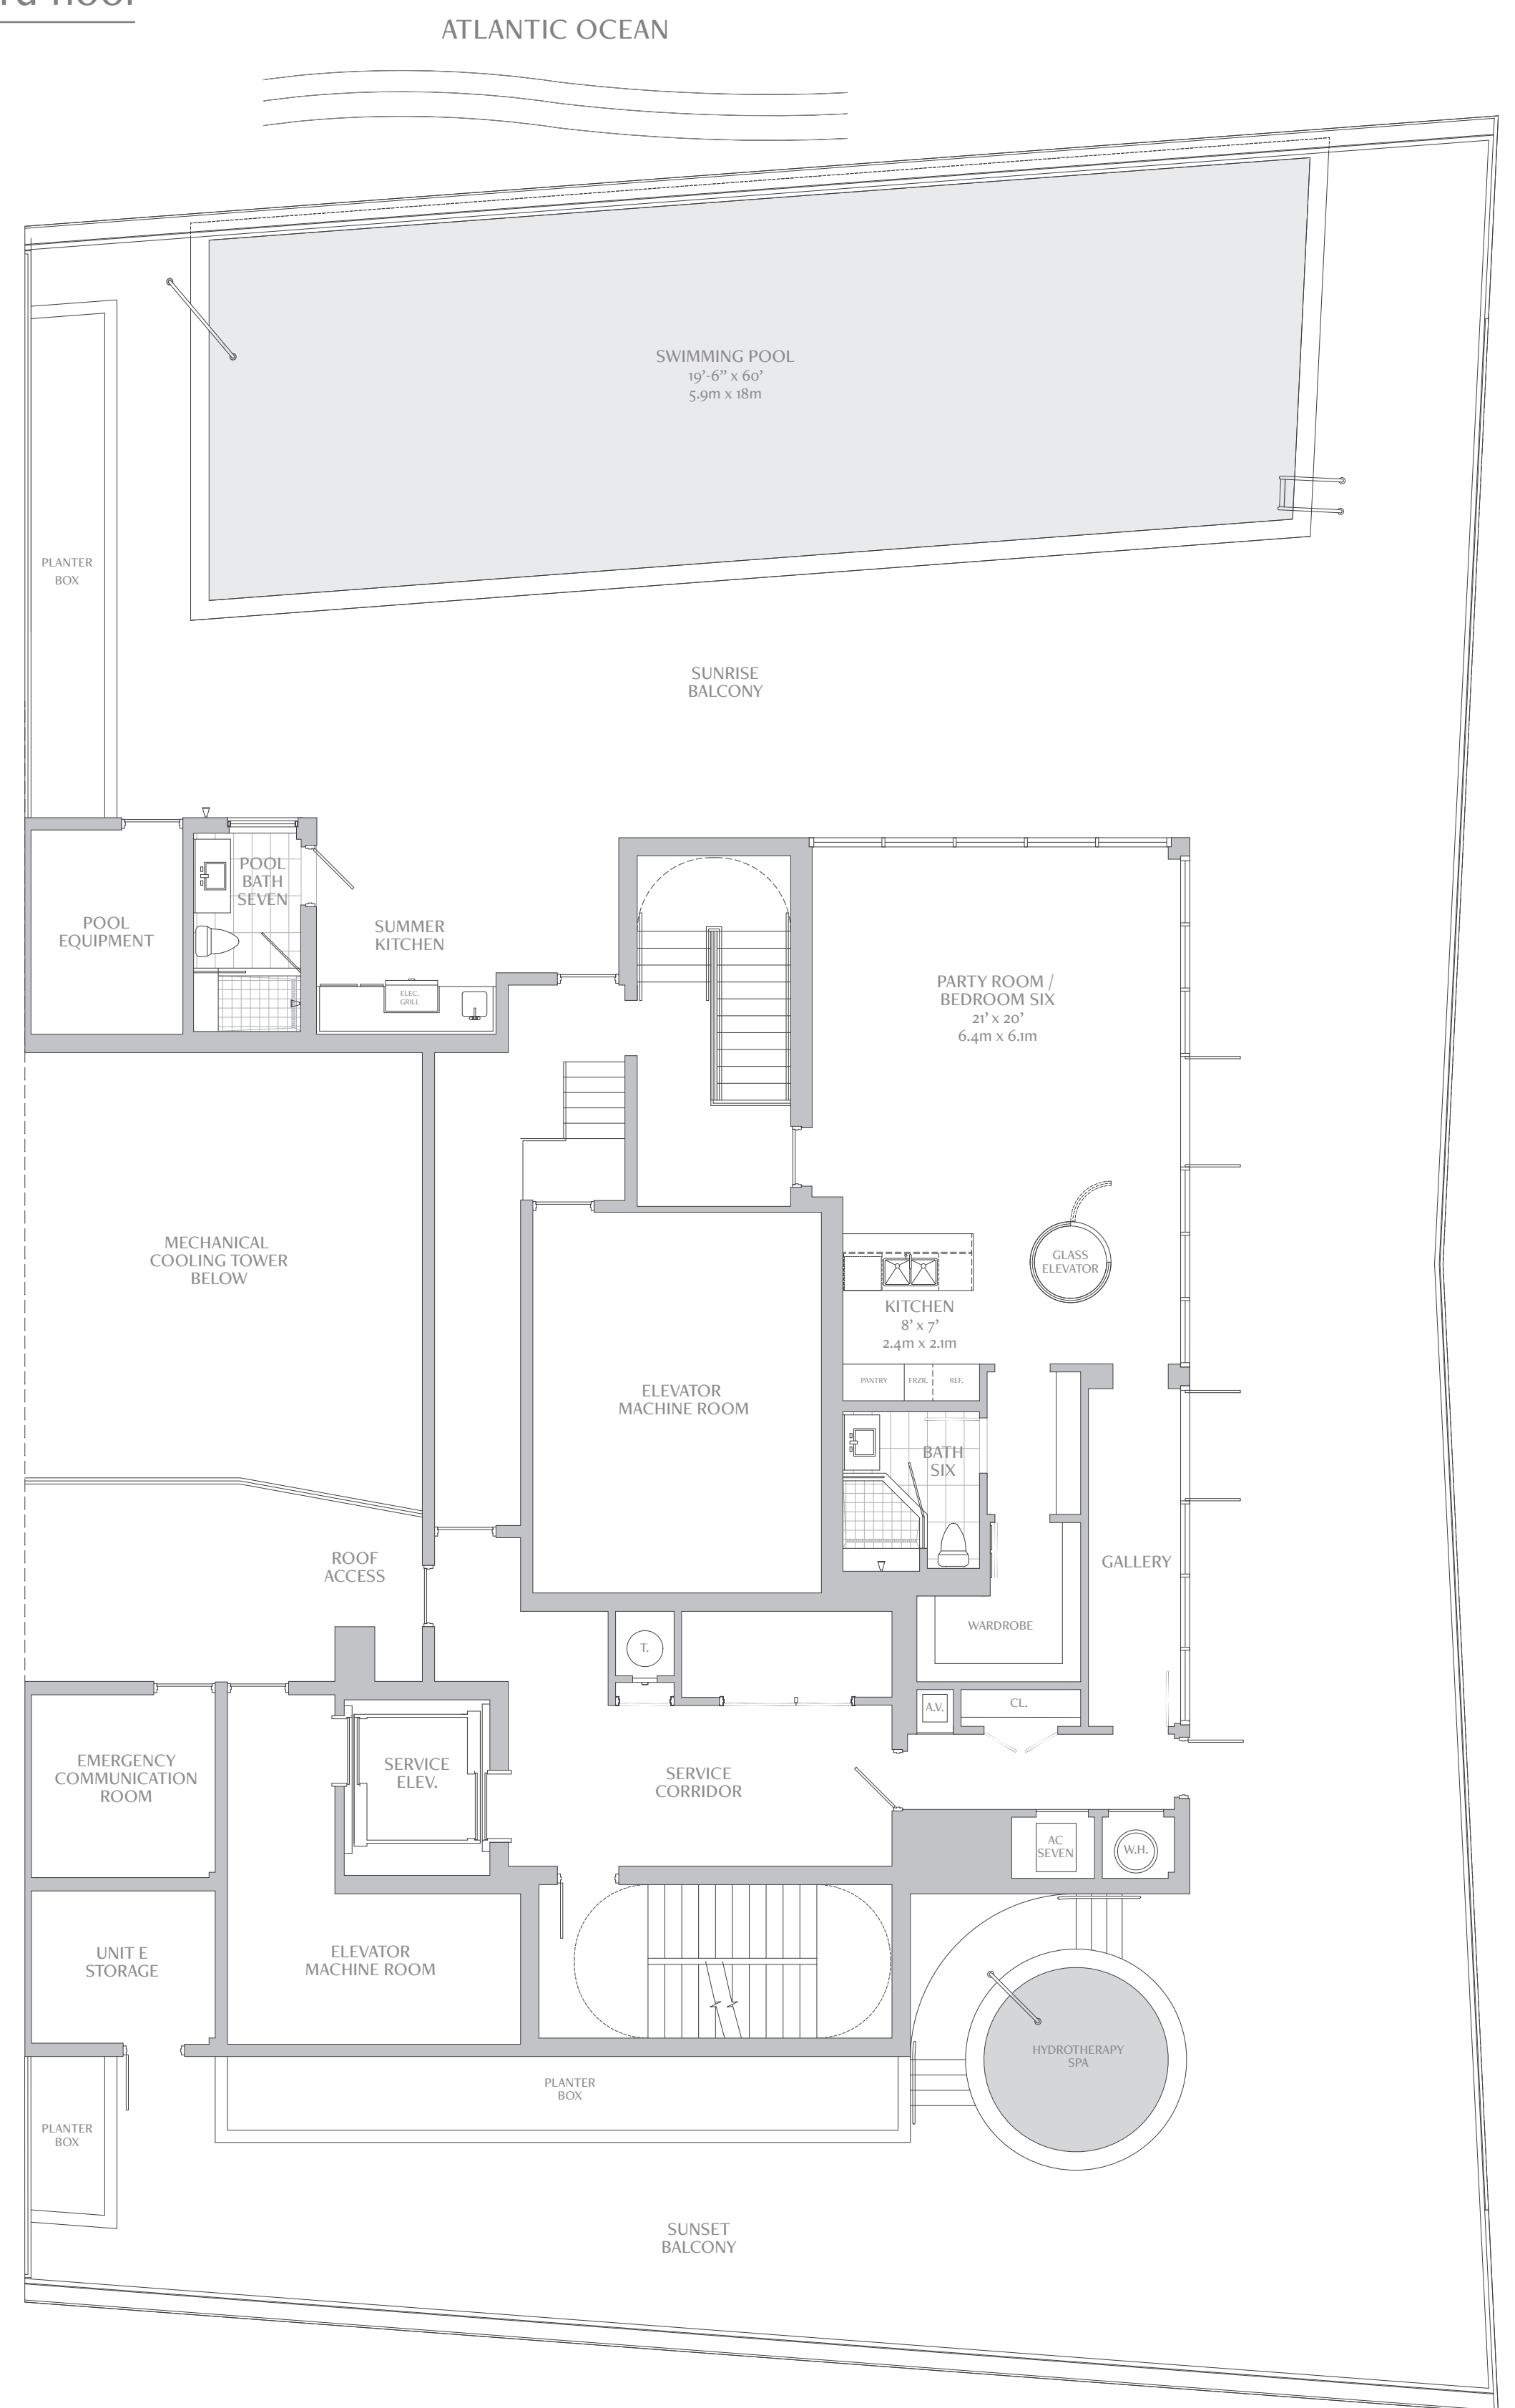 floor
ATLANTIC OCEAN
SWIMMING POOL
19'-6" x 60'
5.9m x 18m
PLANTER
BOX
SUNRISE
BALCONY
POOL
BATH
SEVEN
POOL
EQUIPMENT
SUMMER
KITCHEN
ELEC.
GRILL
PARTY ROOM /
BEDROOM SIX
21' x 20'
6.4m x 6.1m
MECHANICAL
COOLING TOWER
BELOW
GLASS
ELEVATOR
KITCHEN
8' x 7'
2.4m x 2.1m
PANTRY
FRZR.
REF.
ELEVATOR
MACHINE ROOM
BATH
SIX
ROOF
ACCESS
GALLERY
WARDROBE
T.
A.V.
CL.
EMERGENCY
COMMUNICATION
ROOM
SERVICE
ELEV.
SERVICE
CORRIDOR
AC
SEVEN
W.H.
UNIT E
STORAGE
ELEVATOR
MACHINE ROOM
HYDROTHERAPY
SPA
PLANTER
BOX
PLANTER
BOX
SUNSET
BALCONY